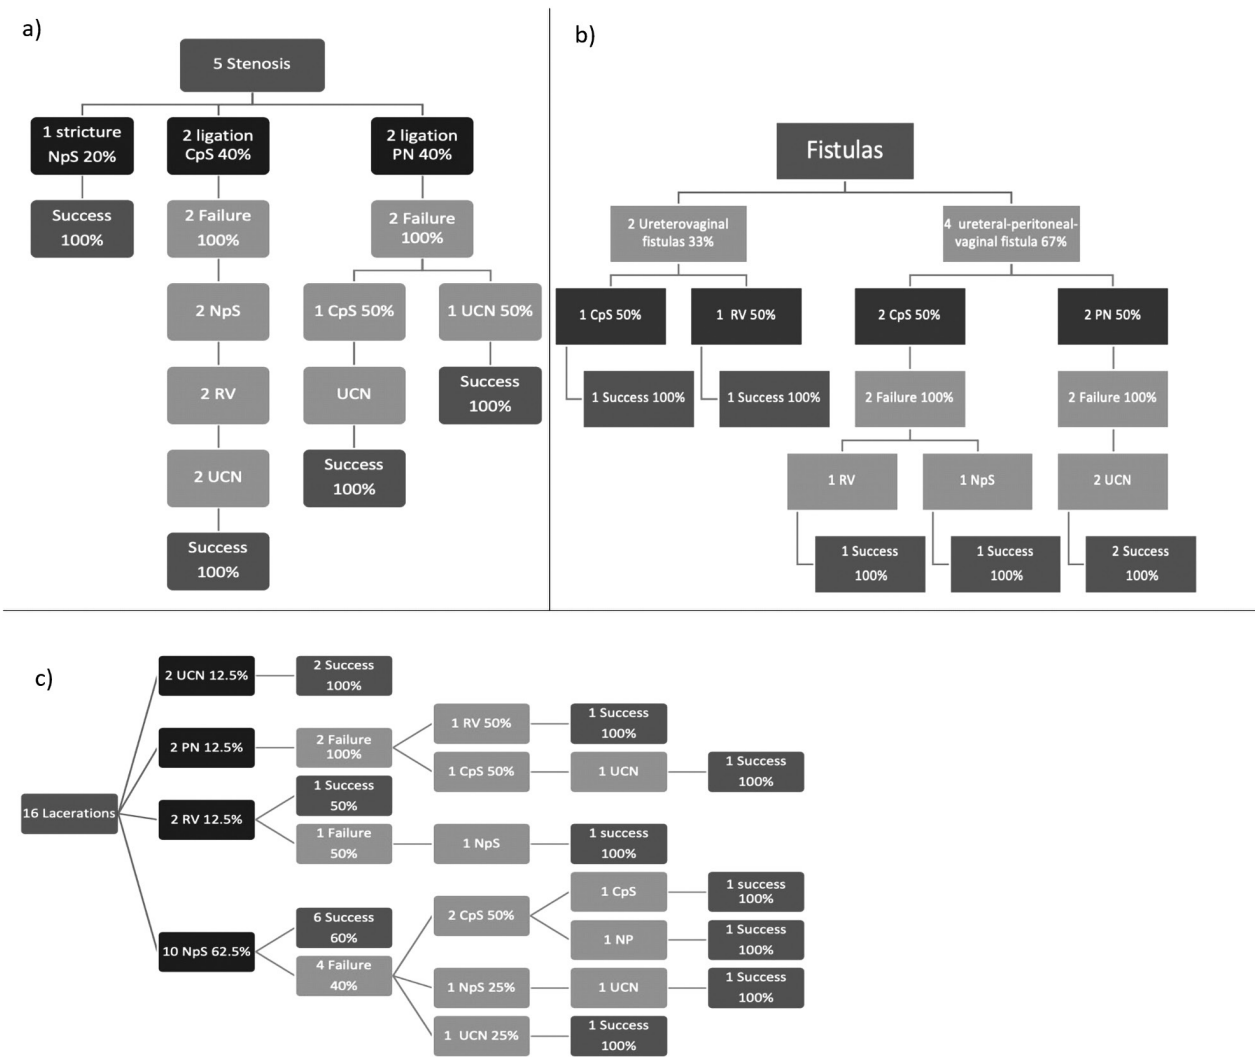 a)
5 Stenosis
1 stricture
NpS 20%
2 ligation
CpS 40%
2 ligation
PN 40%
Success
100%
2 Failure
100%
2 Failure
100%
2 NpS
1 CpS 50%
1 UCN 50%
2 RV
UCN
Success
100%
2 UCN
Success
100%
Success
100%
b)
Fistulas
2 Ureterovaginal
fistulas 33%
4 ureteral-peritoneal-
vaginal fistula 67%
1 CpS 50%
1 RV 50%
2 CpS 50%
2 PN 50%
1 Success 100%
1 Success 100%
2 Failure 100%
2 Failure 100%
1 RV
1 NpS
2 UCN
1 Success
100%
1 Success
100%
2 Success
100%
c)
16 Lacerations
2 UCN 12.5%
2 Success
100%
2 PN 12.5%
2 Failure
100%
1 RV 50%
1 Success
100%
1 CpS 50%
1 UCN
1 Success
100%
2 RV 12.5%
1 Success
50%
1 Failure
50%
1 NpS
1 success
100%
10 NpS 62.5%
6 Success
60%
4 Failure
40%
2 CpS 50%
1 CpS
1 success
100%
1 NP
1 Success
100%
1 NpS 25%
1 UCN
1 Success
100%
1 UCN 25%
1 Success
100%